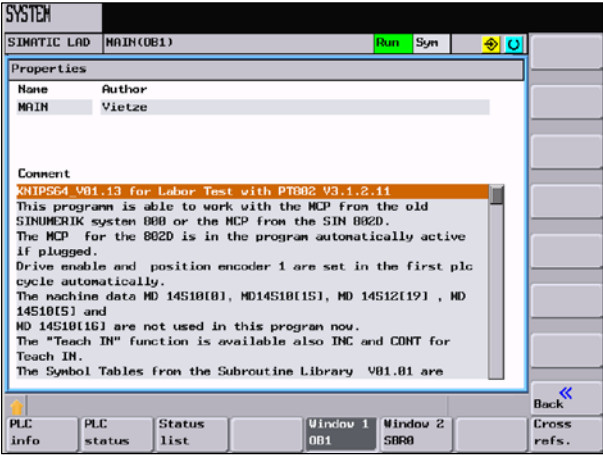 SYSTEM
SIMATIC LAD MAIN(OB1) Run Sym
Properties
Name Author
MAIN Vietze
Comment
KNIPS64_V01.13 for Labor Test with PT802 V3.1.2.11
This programm is able to work with the MCP from the old
SINUMERIK system 800 or the MCP from the SIN 802D.
The MCP for the 802D is in the program automatically active
if plugged.
Drive enable and position encoder 1 are set in the first plc
cycle automatically.
The machine data MD 14510[0], MD14510[15], MD 14512[19] , MD
14510[5] and
MD 14510[16] are not used in this program now.
The "Teach IN" function is available also INC and CONT for
Teach IN.
The Symbol Tables from the Subroutine Library V01.01 are
Back
PLC info
PLC status
Status list
Window 1 OB1
Window 2 SBR0
Cross refs.